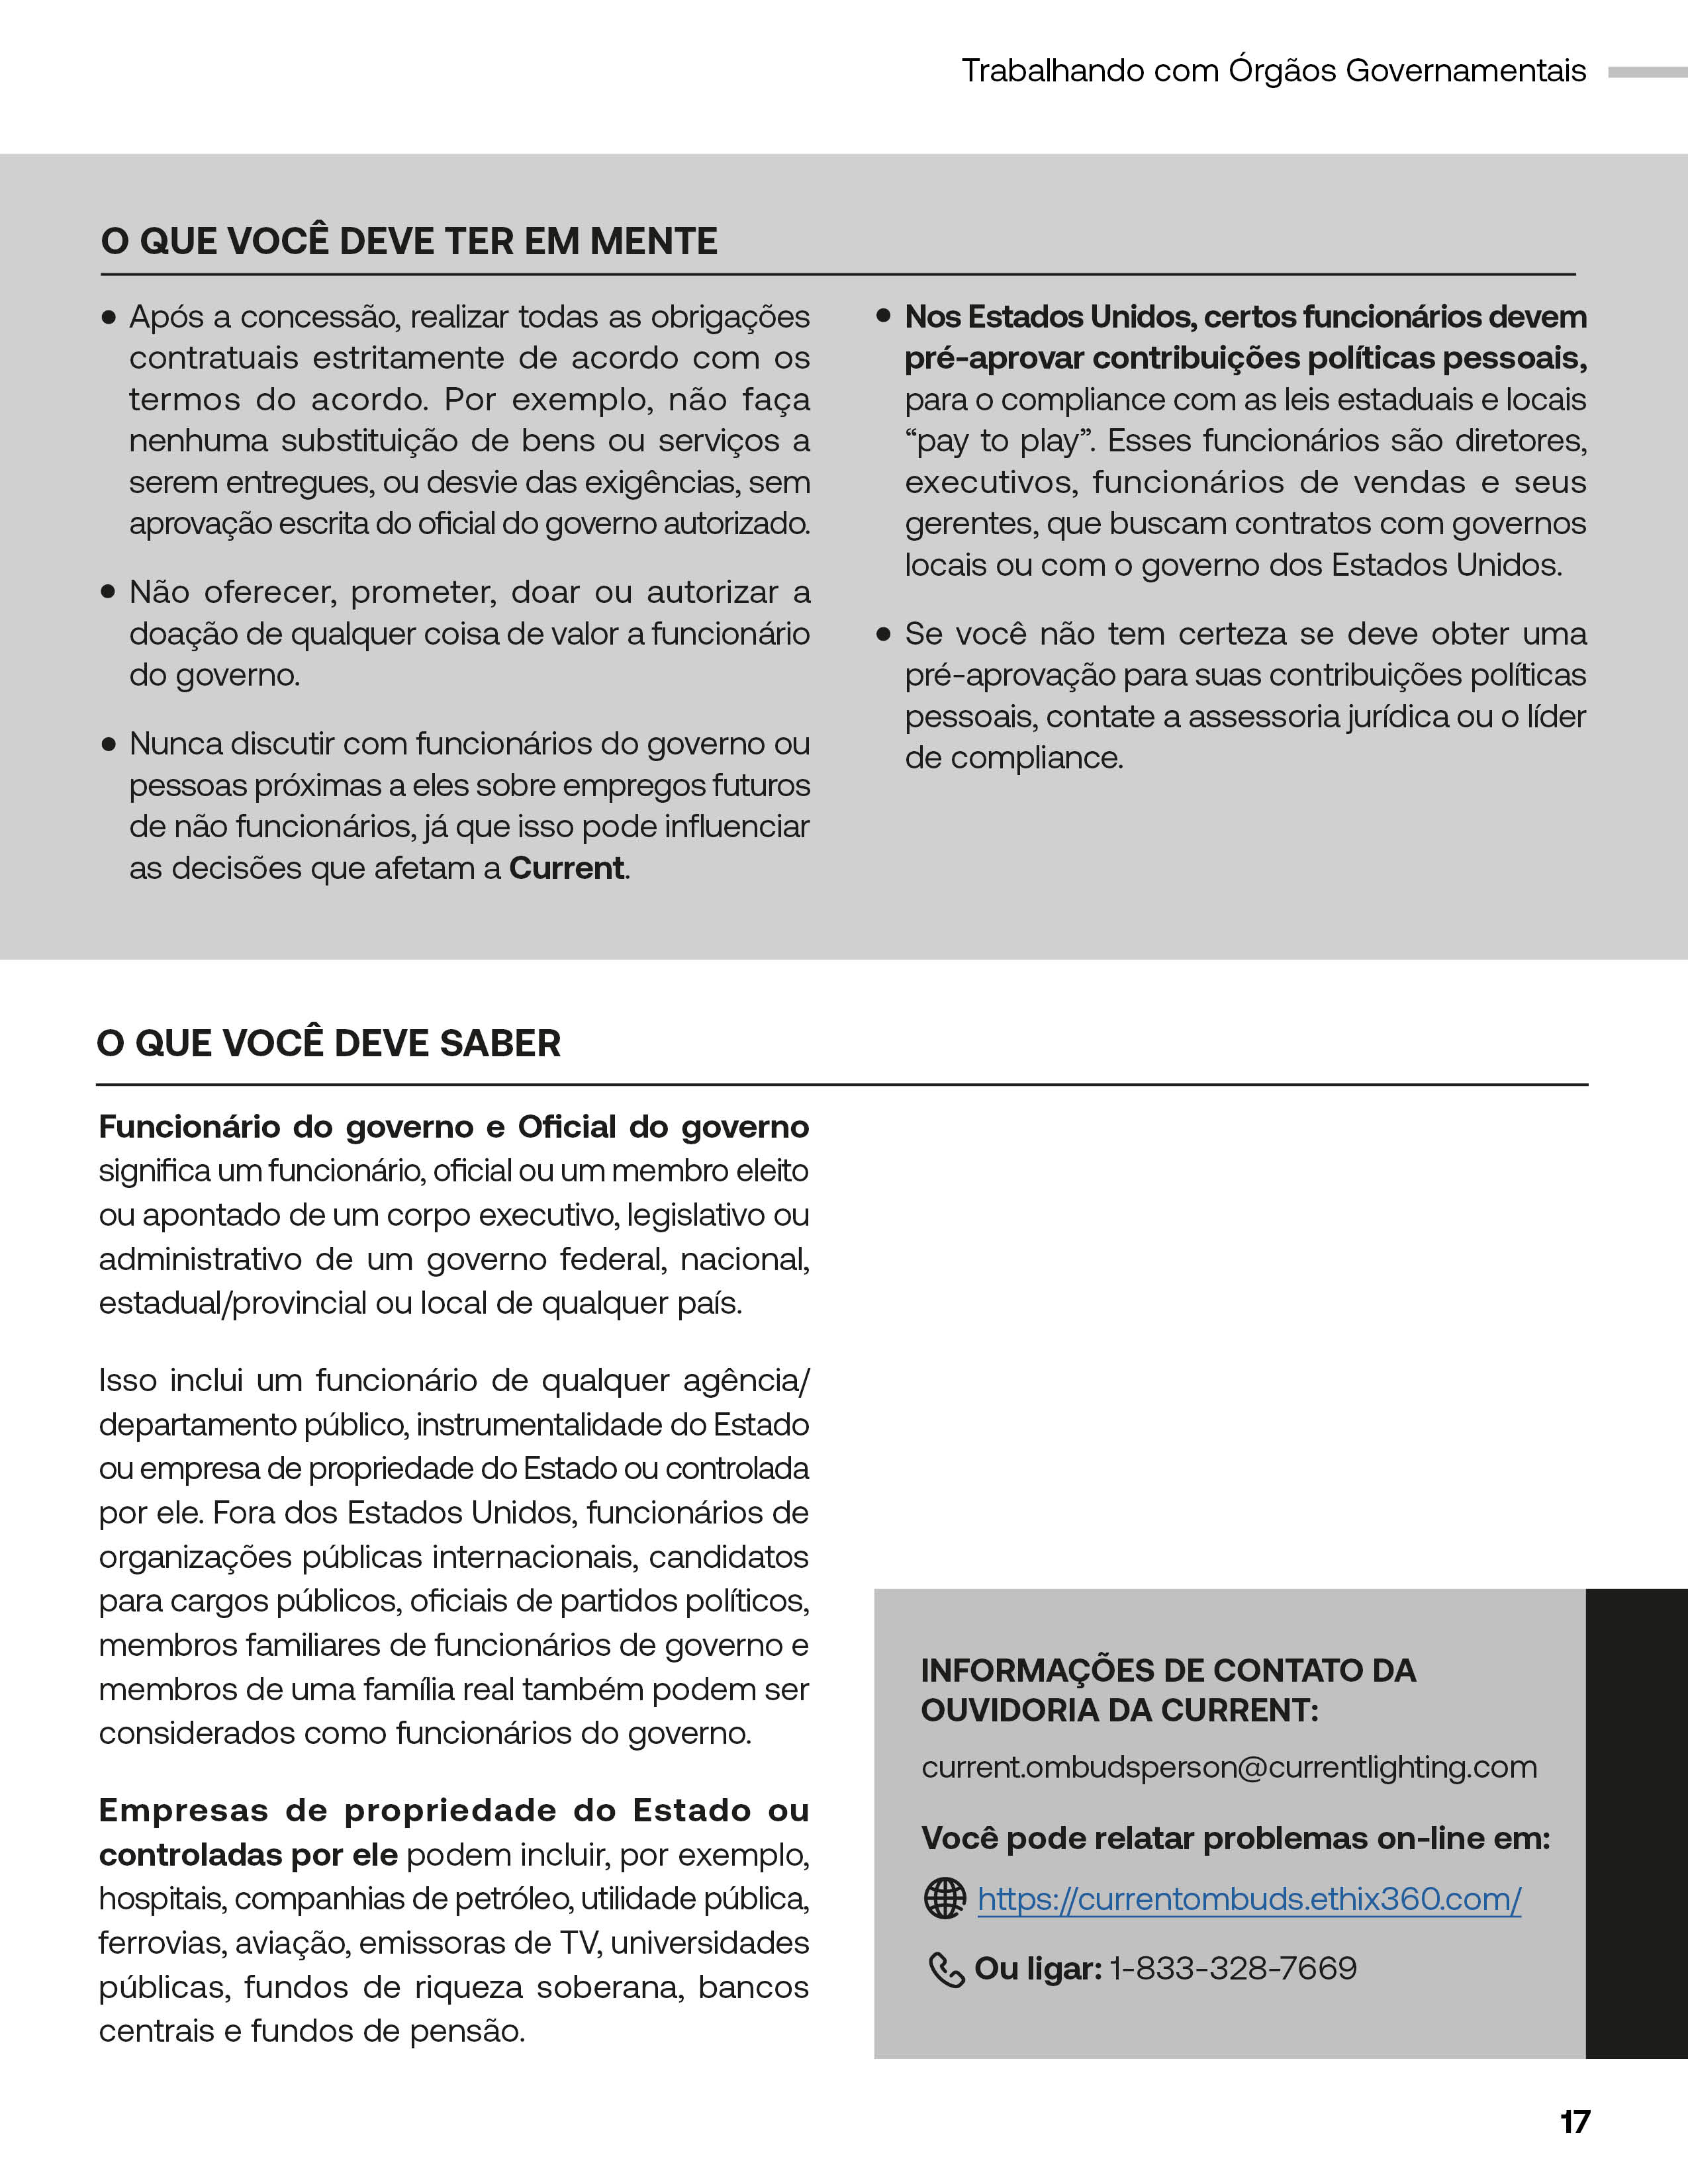 Trabalhando com Órgãos Governamentais
O QUE VOCÊ DEVE TER EM MENTE
• Após a concessão, realizar todas as obrigações
contratuais estritamente de acordo com os
termos do acordo. Por exemplo, não faça
nenhuma substituição de bens ou serviços a
serem entregues, ou desvie das exigências, sem
aprovação escrita do oficial do governo autorizado.
• Não oferecer, prometer, doar ou autorizar a
doação de qualquer coisa de valor a funcionário
do governo.
• Nunca discutir com funcionários do governo ou
pessoas próximas a eles sobre empregos futuros
de não funcionários, já que isso pode influenciar
as decisões que afetam a Current.
• Nos Estados Unidos, certos funcionários devem
pré-aprovar contribuições políticas pessoais,
para o compliance com as leis estaduais e locais
“pay to play”. Esses funcionários são diretores,
executivos, funcionários de vendas e seus
gerentes, que buscam contratos com governos
locais ou com o governo dos Estados Unidos.
• Se você não tem certeza se deve obter uma
pré-aprovação para suas contribuições políticas
pessoais, contate a assessoria jurídica ou o líder
de compliance.
O QUE VOCÊ DEVE SABER
Funcionário do governo e Oficial do governo
significa um funcionário, oficial ou um membro eleito
ou apontado de um corpo executivo, legislativo ou
administrativo de um governo federal, nacional,
estadual/provincial ou local de qualquer país.
Isso inclui um funcionário de qualquer agência/
departamento público, instrumentalidade do Estado
ou empresa de propriedade do Estado ou controlada
por ele. Fora dos Estados Unidos, funcionários de
organizações públicas internacionais, candidatos
para cargos públicos, oficiais de partidos políticos,
membros familiares de funcionários de governo e
membros de uma família real também podem ser
considerados como funcionários do governo.
Empresas de propriedade do Estado ou
controladas por ele podem incluir, por exemplo,
hospitais, companhias de petróleo, utilidade pública,
ferrovias, aviação, emissoras de TV, universidades
públicas, fundos de riqueza soberana, bancos
centrais e fundos de pensão.
INFORMAÇÕES DE CONTATO DA
OUVIDORIA DA CURRENT:
current.ombudsperson@currentlighting.com
Você pode relatar problemas on-line em:
https://currentombuds.ethix360.com/
Ou ligar: 1-833-328-7669
17